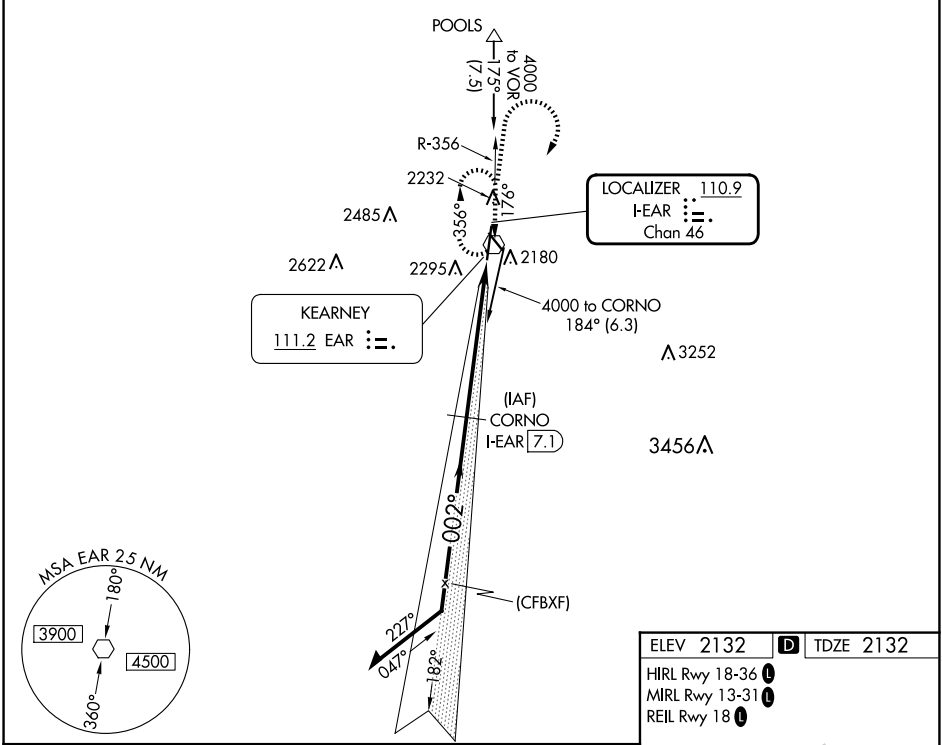 POOLS
175°
(7.5)
4000
to VOR
R-356
2232
356°
176°
2485
2622
2295
2180
LOCALIZER 110.9
I-EAR
Chan 46
KEARNEY
111.2 EAR
4000 to CORNO
184° (6.3)
3252
(IAF)
CORNO
I-EAR 7.1
3456
002°
(CFBXF)
227°
047°
182°
MSA EAR 25 NM
180°
3900
4500
360°
ELEV 2132 D TDZE 2132
HIRL Rwy 18-36 L
MIRL Rwy 13-31 L
REIL Rwy 18 L